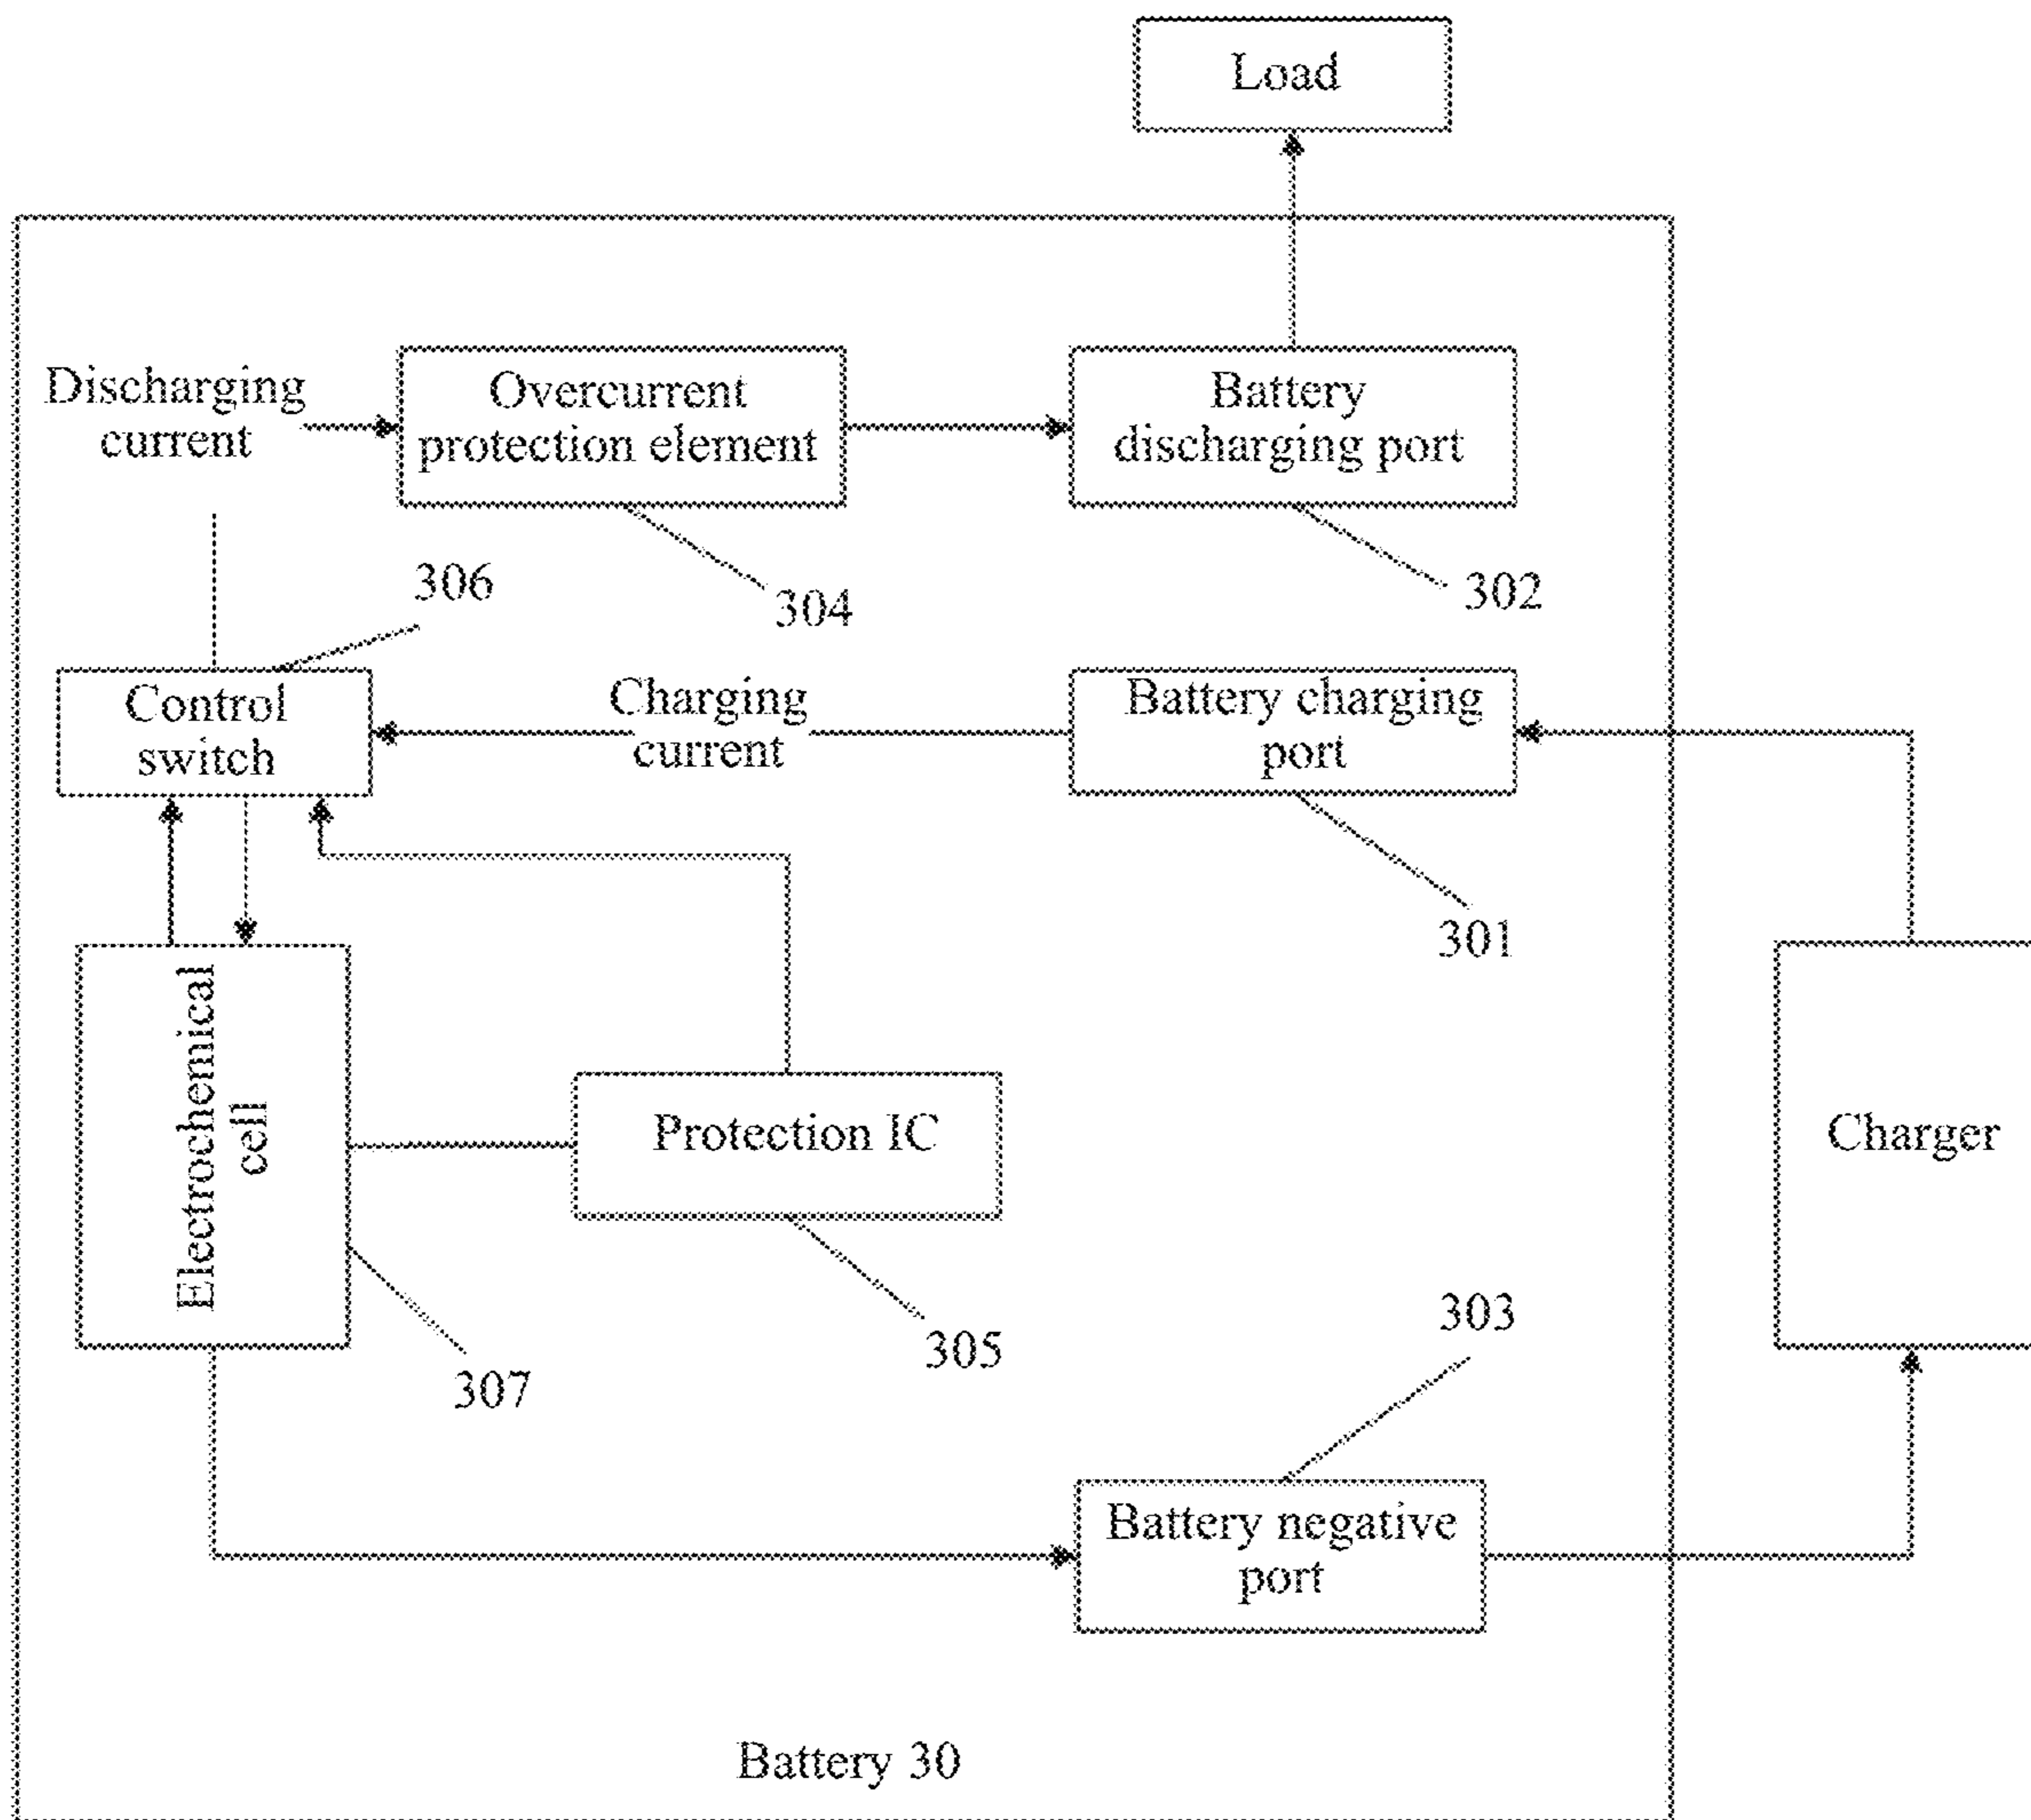 Load
Discharging
current
Overcurrent
protection element
Battery
discharging port
306
304
302
Control
switch
Charging
current
Battery charging
port
301
Electrochemical
cell
Protection IC
Charger
305
307
303
Battery negative
port
Battery 30